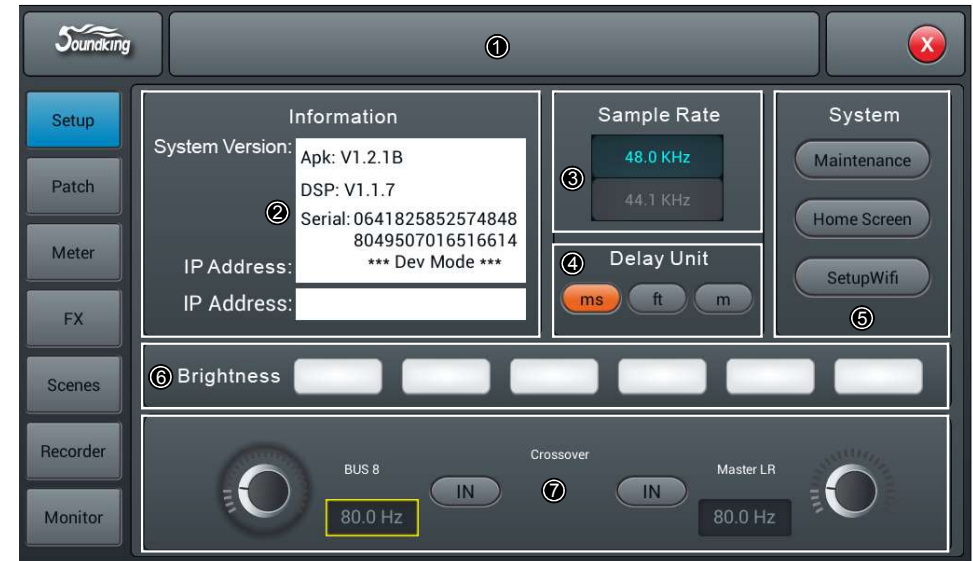 Soundking
①
X
Setup
Patch
Meter
FX
Scenes
Recorder
Monitor
Information
System Version:
Apk: V1.2.1B
DSP: V1.1.7
②
Serial: 0641825852574848
8049507016516614
*** Dev Mode ***
IP Address:
IP Address:
Sample Rate
③
48.0 KHz
44.1 KHz
④ Delay Unit
ms ft m
System
Maintenance
Home Screen
SetupWifi
⑤
⑥ Brightness
Crossover
BUS 8
80.0 Hz
IN
⑦
IN
Master LR
80.0 Hz